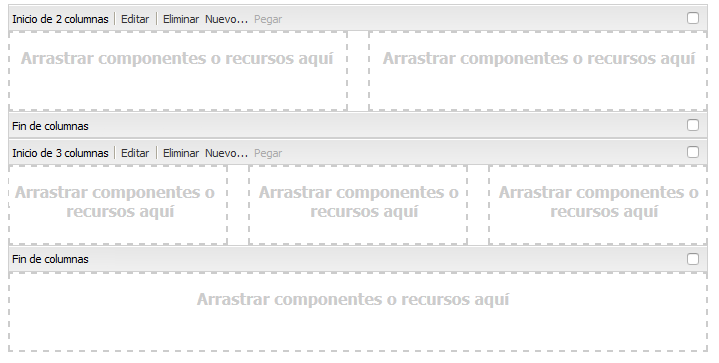 Inicio de 2 columnas Editar Eliminar Nuevo... Pegar
Arrastrar componentes o recursos aquí Arrastrar componentes o recursos aquí
Fin de columnas
Inicio de 3 columnas Editar Eliminar Nuevo... Pegar
Arrastrar componentes o
recursos aquí
Arrastrar componentes o
recursos aquí
Arrastrar componentes o
recursos aquí
Fin de columnas
Arrastrar componentes o recursos aquí